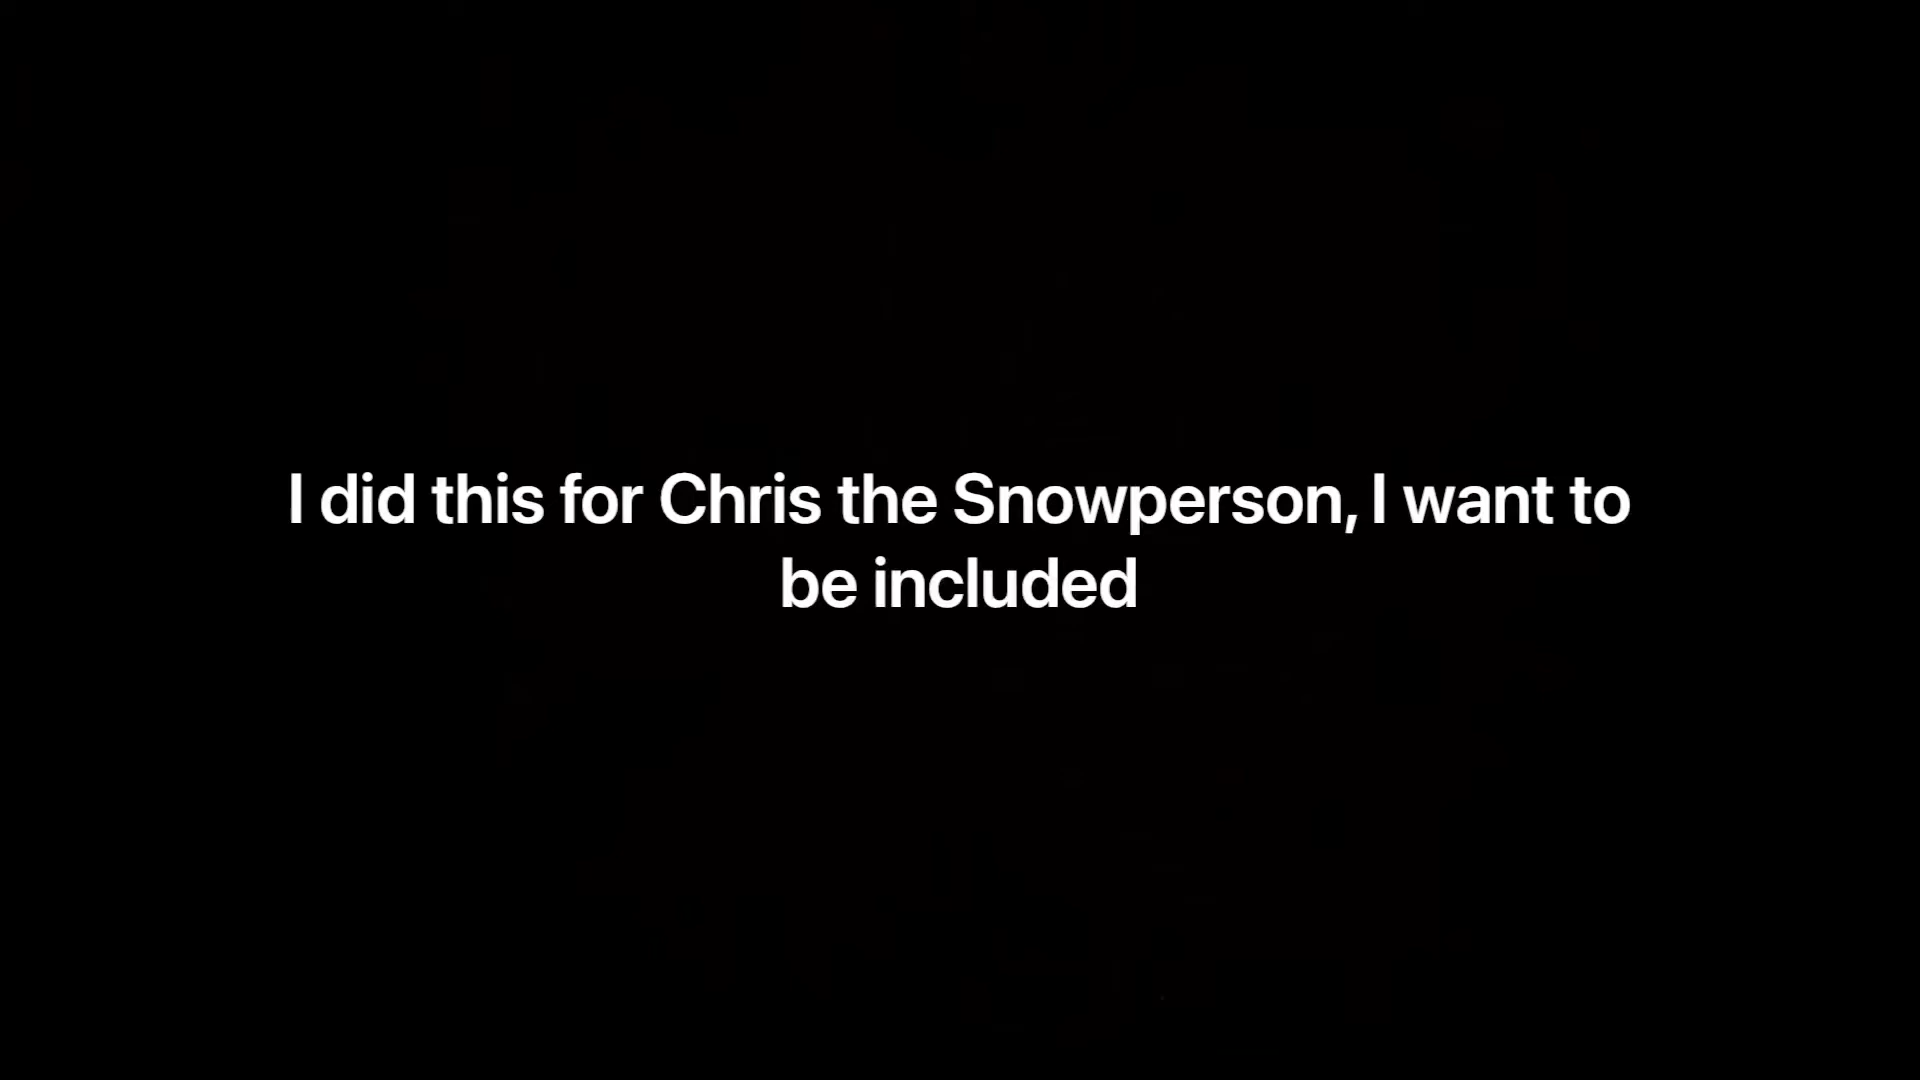 I did this for Chris the Snowperson, I want to
be included